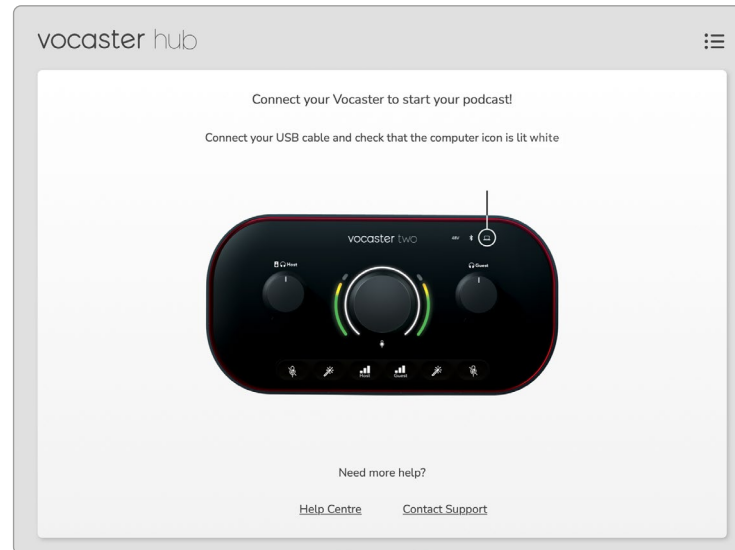 vocaster hub
Connect your Vocaster to start your podcast!
Connect your USB cable and check that the computer icon is lit white
vocaster two
48V
Host
Guest
Host
Guest
Need more help?
Help Centre Contact Support